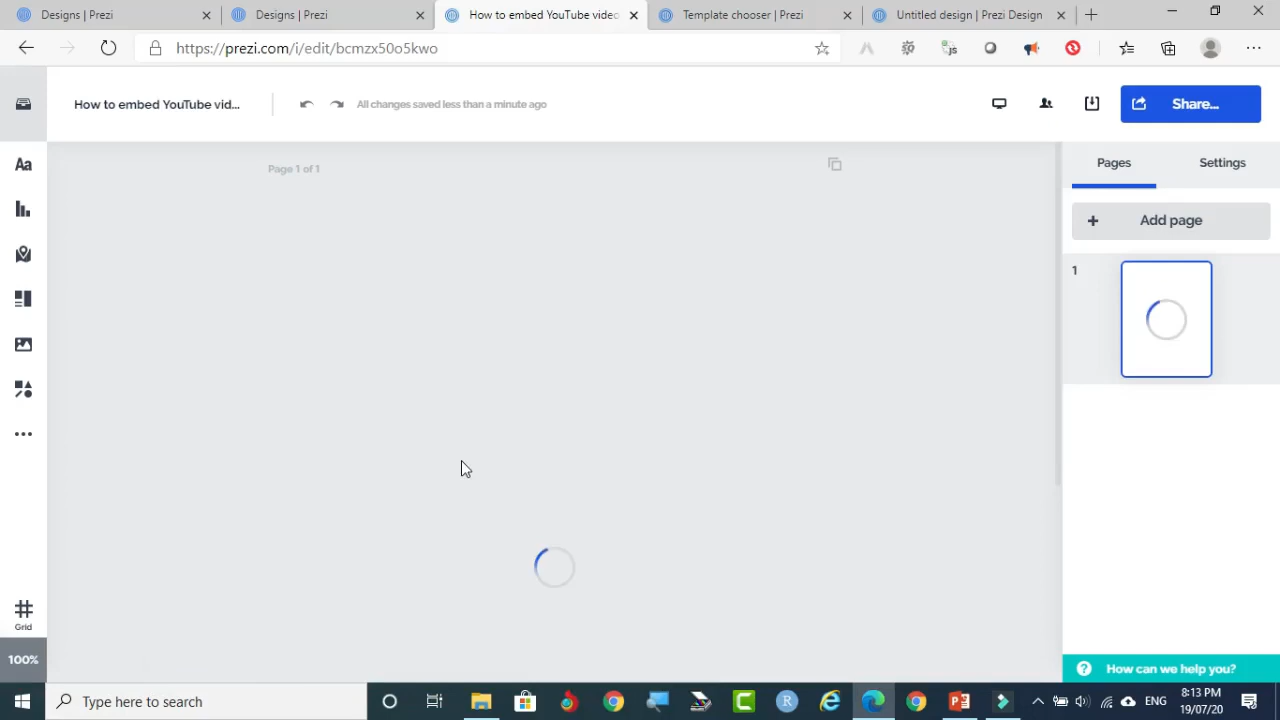 Designs | Prezi
Designs | Prezi
How to embed YouTube video
Template chooser | Prezi
Untitled design | Prezi Design
https://prezi.com/i/edit/bcmzx50o5kwo
js
How to embed YouTube vid...
All changes saved less than a minute ago
Share...
Aa
Page 1 of 1
Pages
Settings
+ Add page
1
Grid
100%
? How can we help you?
Type here to search
R
ENG
8:13 PM
19/07/20